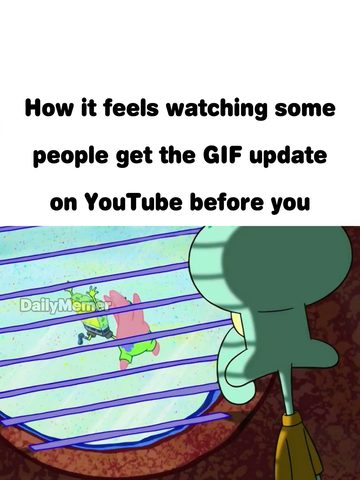 How it feels watching some
people get the GIF update
on YouTube before you
DailyMemer